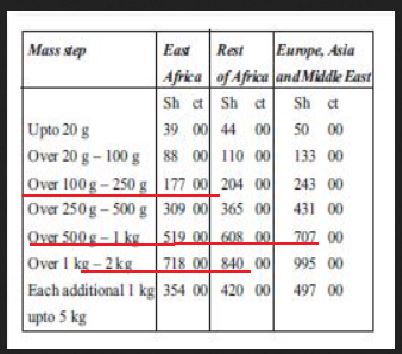 Mass step East Rest Europe, Asia
Africa of Africa and Middle East
Sh ct Sh ct Sh ct
Upto 20 g 39 00 44 00 50 00
Over 20 g – 100 g 88 00 110 00 133 00
Over 100 g – 250 g 177 00 204 00 243 00
Over 250 g – 500 g 309 00 365 00 431 00
Over 500 g – 1 kg 519 00 608 00 707 00
Over 1 kg – 2 kg 718 00 840 00 995 00
Each additional 1 kg 354 00 420 00 497 00
upto 5 kg